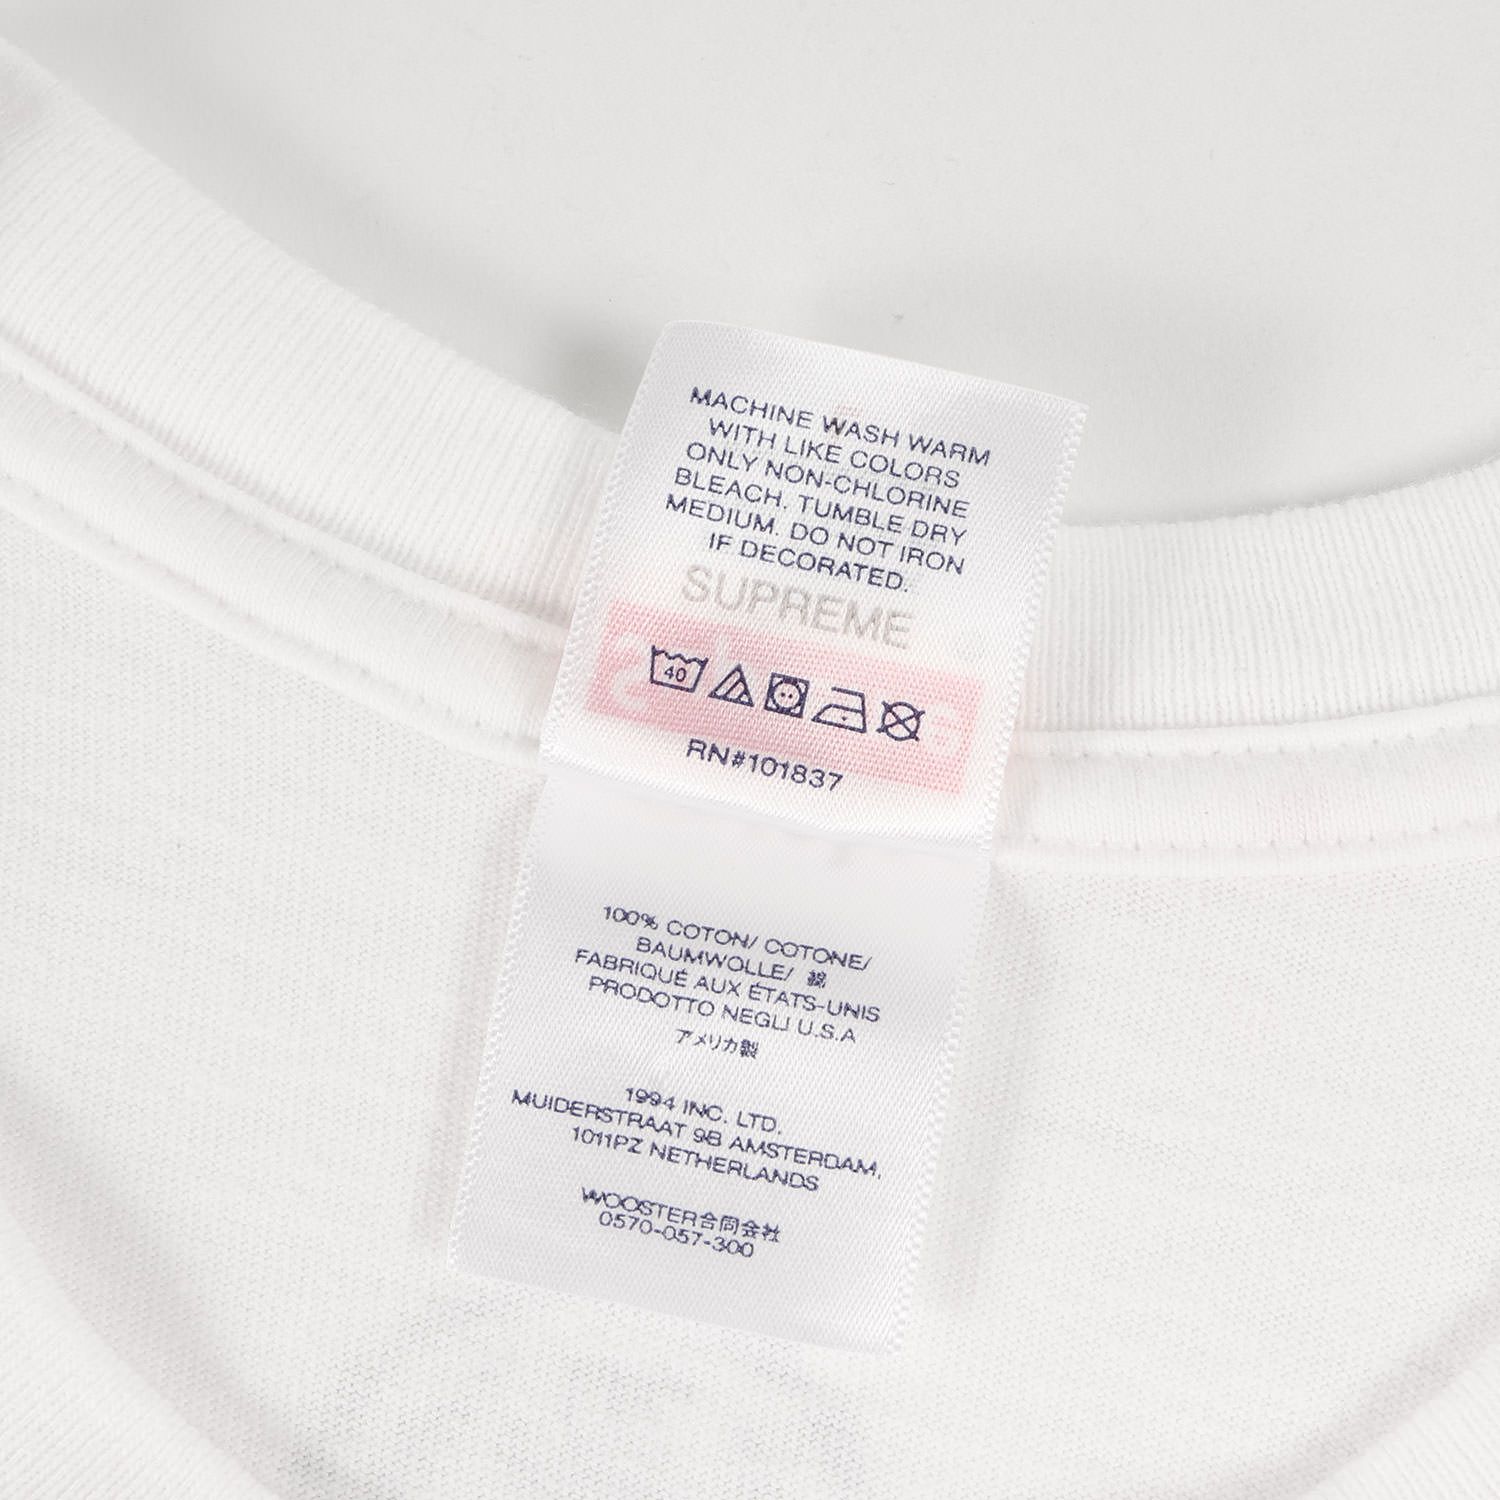 MACHINE WASH WARM
WITH LIKE COLORS
ONLY NON-CHLORINE
BLEACH. TUMBLE DRY
MEDIUM. DO NOT IRON
IF DECORATED.
SUPREME
40
RN#101837
100% COTON/ COTONE/
BAUMWOLLE/ 綿
FABRIQUÉ AUX ÉTATS-UNIS
PRODOTTO NEGLI U.S.A
アメリカ製
1994 INC. LTD.
MUIDERSTRAAT 9B AMSTERDAM,
1011PZ NETHERLANDS
WOOSTER合同会社
0570-057-300